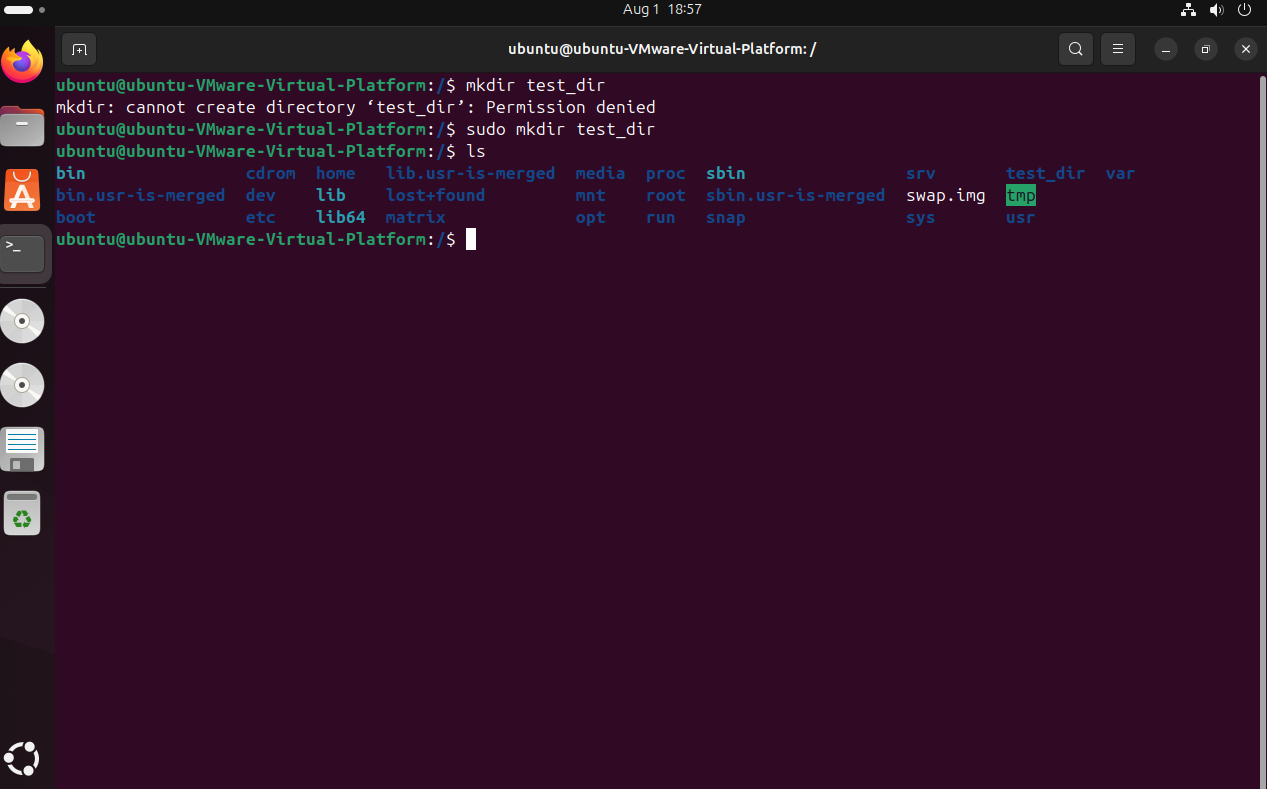 Aug 1 18:57
ubuntu@ubuntu-VMware-Virtual-Platform: /
ubuntu@ubuntu-VMware-Virtual-Platform:/$ mkdir test_dir
mkdir: cannot create directory ‘test_dir’: Permission denied
ubuntu@ubuntu-VMware-Virtual-Platform:/$ sudo mkdir test_dir
ubuntu@ubuntu-VMware-Virtual-Platform:/$ ls
bin cdrom home lib.usr-is-merged media proc sbin srv test_dir var
bin.usr-is-merged dev lib lost+found mnt root sbin.usr-is-merged swap.img tmp
boot etc lib64 matrix opt run snap sys usr
ubuntu@ubuntu-VMware-Virtual-Platform:/$